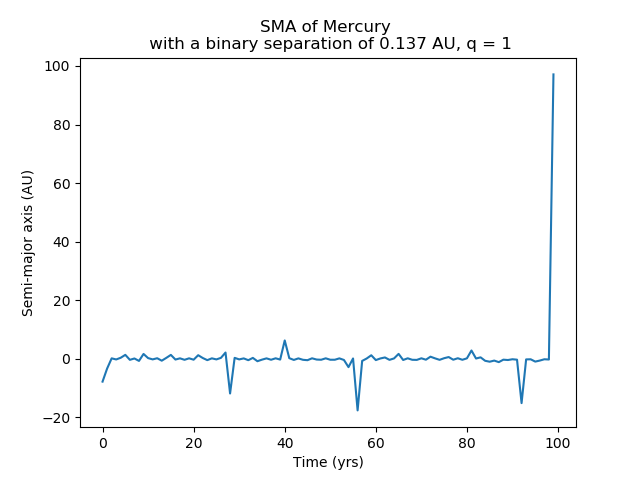 SMA of Mercury
with a binary separation of 0.137 AU, q = 1
100
80
60
40
20
0
−20
Semi-major axis (AU)
0 20 40 60 80 100
Time (yrs)